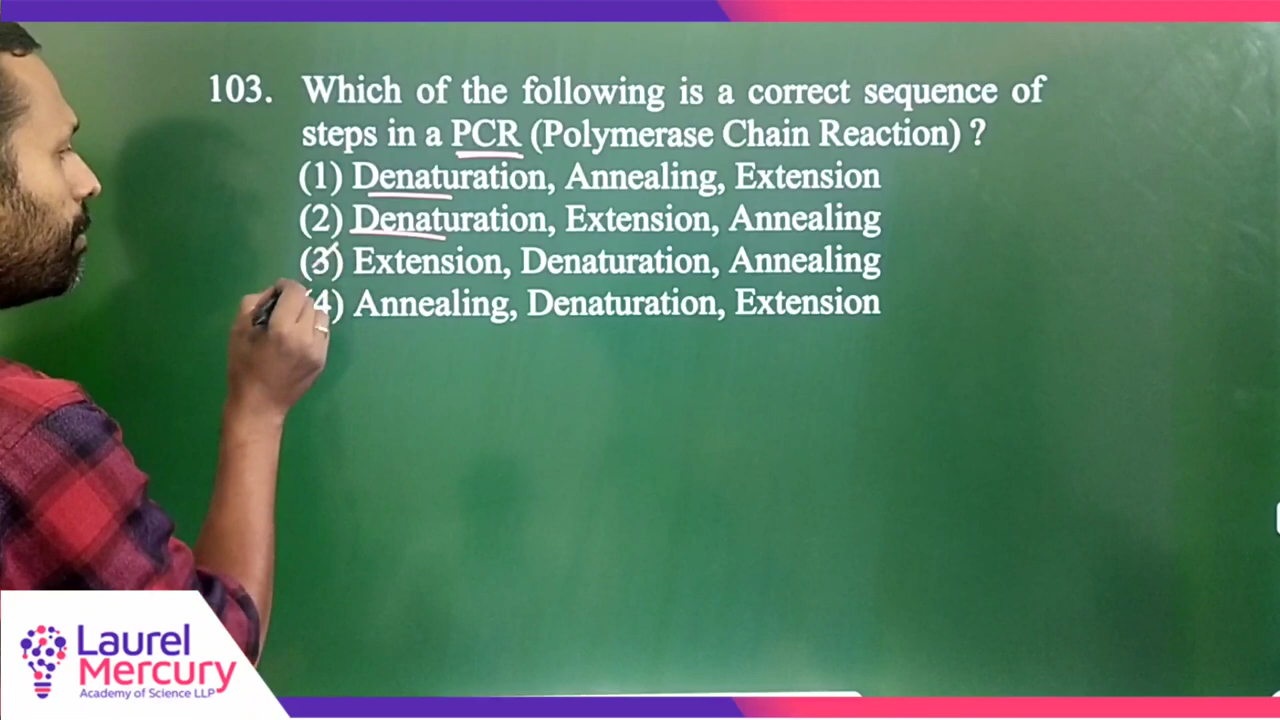 103. Which of the following is a correct sequence of
steps in a PCR (Polymerase Chain Reaction) ?
(1) Denaturation, Annealing, Extension
(2) Denaturation, Extension, Annealing
(3) Extension, Denaturation, Annealing
(4) Annealing, Denaturation, Extension
Laurel
Mercury
Academy of Science LLP